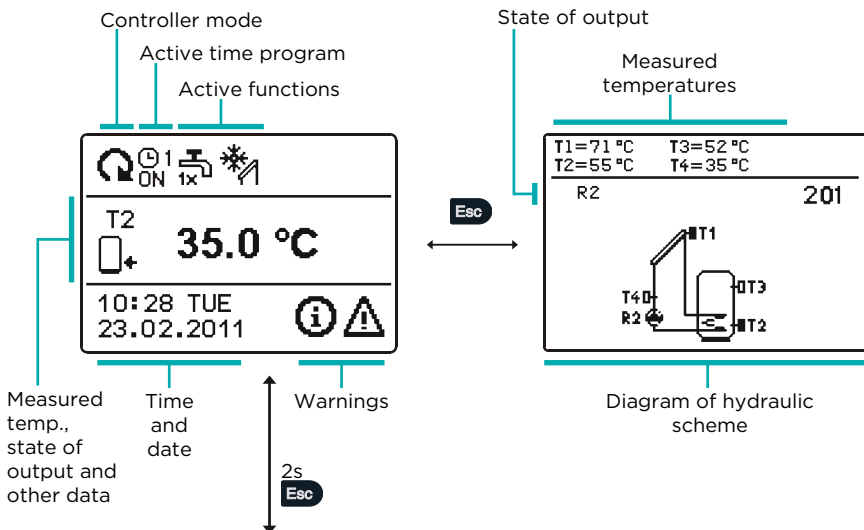 Controller mode
Active time program
Active functions
1
ON
1x
T2
35.0 °C
10:28 TUE
23.02.2011
Measured
temp.,
state of
output and
other data
Time
and
date
Warnings
2s
Esc
Esc
State of output
Measured
temperatures
T1=71 °C T3=52 °C
T2=55 °C T4=35 °C
R2 201
T1
T3
T4
R2
T2
Diagram of hydraulic
scheme